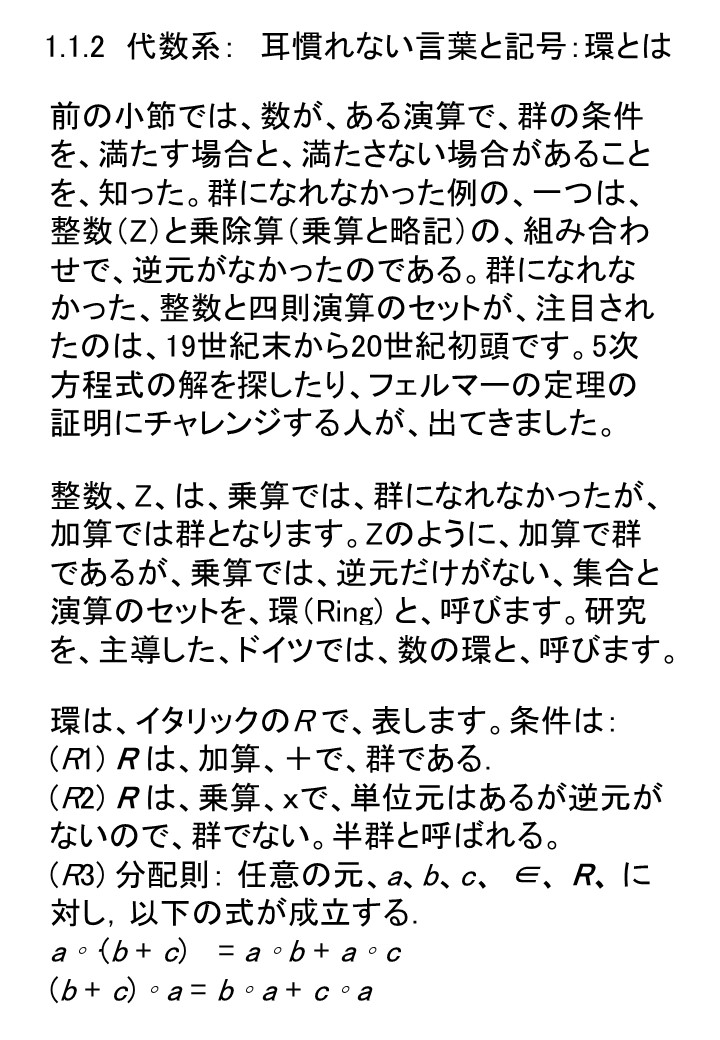 1.1.2　代数系：　耳慣れない言葉と記号：環とは
前の小節では、数が、ある演算で、群の条件
を、満たす場合と、満たさない場合があること
を、知った。群になれなかった例の、一つは、
整数（Z）と乗除算（乗算と略記）の、組み合わ
せで、逆元がなかったのである。群になれな
かった、整数と四則演算のセットが、注目され
たのは、19世紀末から20世紀初頭です。5次
方程式の解を探したり、フェルマーの定理の
証明にチャレンジする人が、出てきました。
整数、Z、は、乗算では、群になれなかったが、
加算では群となります。Zのように、加算で群
であるが、乗算では、逆元だけがない、集合と
演算のセットを、環（Ring）と、呼びます。研究
を、主導した、ドイツでは、数の環と、呼びます。
環は、イタリックのRで、表します。条件は：
（R1）R は、加算、＋で、群である.
（R2）R は、乗算、xで、単位元はあるが逆元が
ないので、群でない。半群と呼ばれる。
（R3）分配則： 任意の元、a、b、c、 ∈、 R、 に
対し，以下の式が成立する.
a ◦ (b + c)　= a ◦ b + a ◦ c
(b + c) ◦ a = b ◦ a + c ◦ a